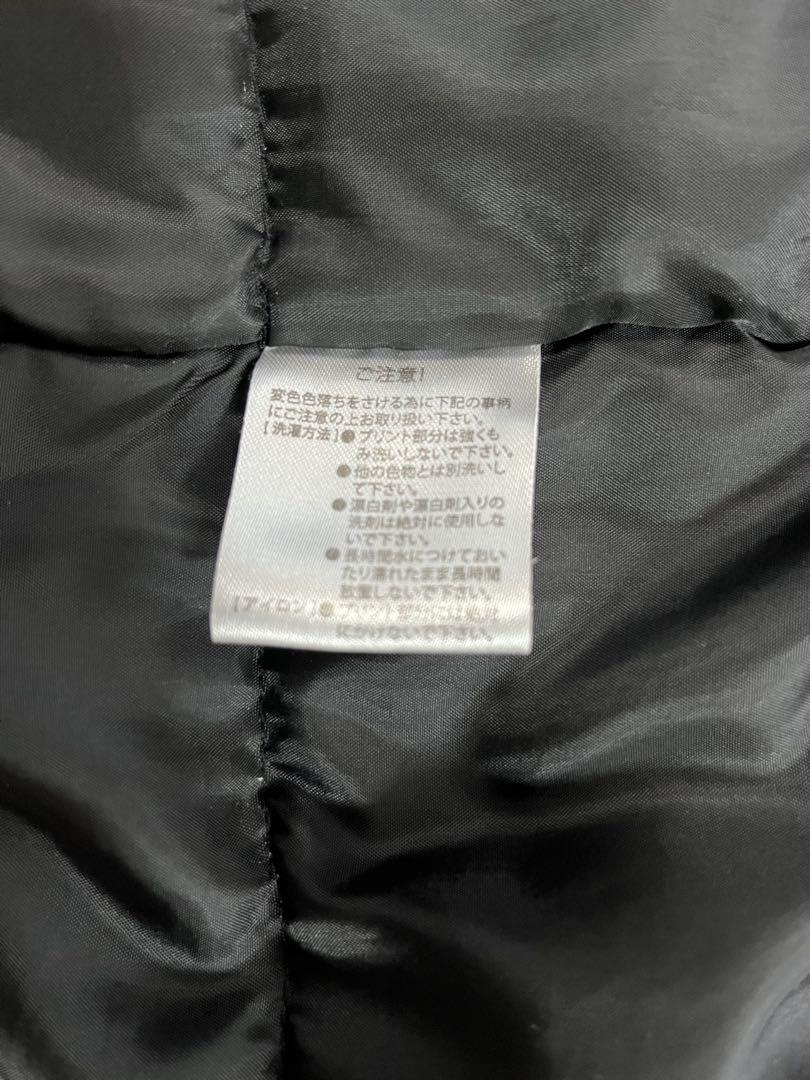 ご注意!
変色色落ちをさける為に下記の事柄
にご注意の上お取り扱い下さい。
[洗濯方法]●プリント部分は強くも
み洗いしないで下さい。
●他の色物とは別洗いし
て下さい。
●漂白剤や漂白剤入りの
洗剤は絶対に使用しな
いで下さい。
●長時間水につけておい
たり濡れたまま長時間
放置しないで下さい。
[アイロン]●プリント部分には絶対
にかけないで下さい。